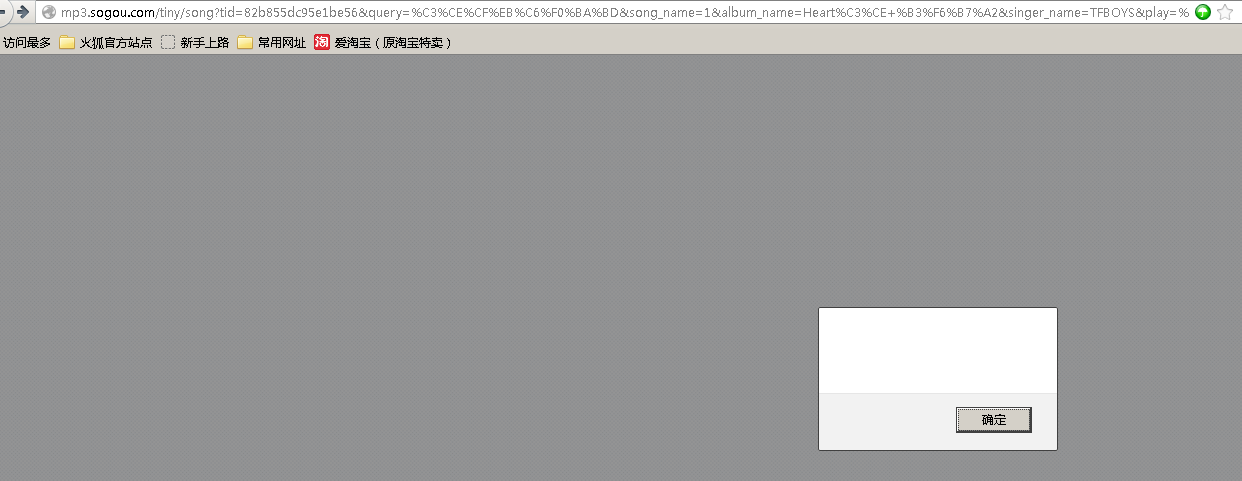 mp3.sogou.com/tiny/song?tid=82b855dc95e1be56&query=%C3%CE%CF%EB%C6%F0%BA%BD&song_name=1&album_name=Heart%C3%CE+%B3%F6%B7%A2&singer_name=TFBOYS&play=%
访问最多 火狐官方站点 新手上路 常用网址 淘 爱淘宝（原淘宝特卖）
确定